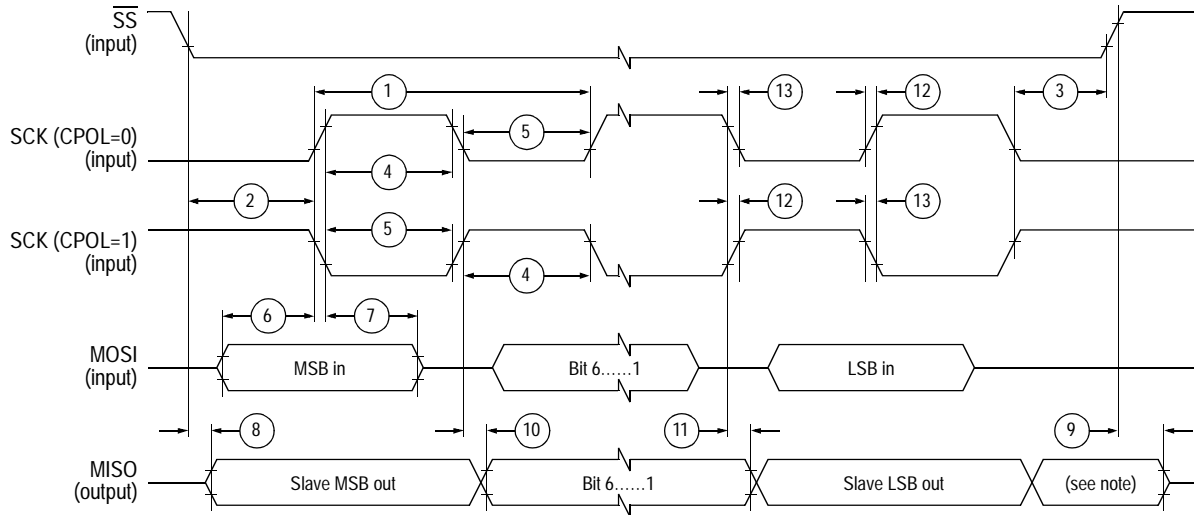 SS
(input)
1
13
12
3
SCK (CPOL=0)
(input)
5
4
2
12
13
5
SCK (CPOL=1)
(input)
4
6
7
MOSI
(input)
MSB in
Bit 6......1
LSB in
8
10
11
9
MISO
(output)
Slave MSB out
Bit 6......1
Slave LSB out
(see note)